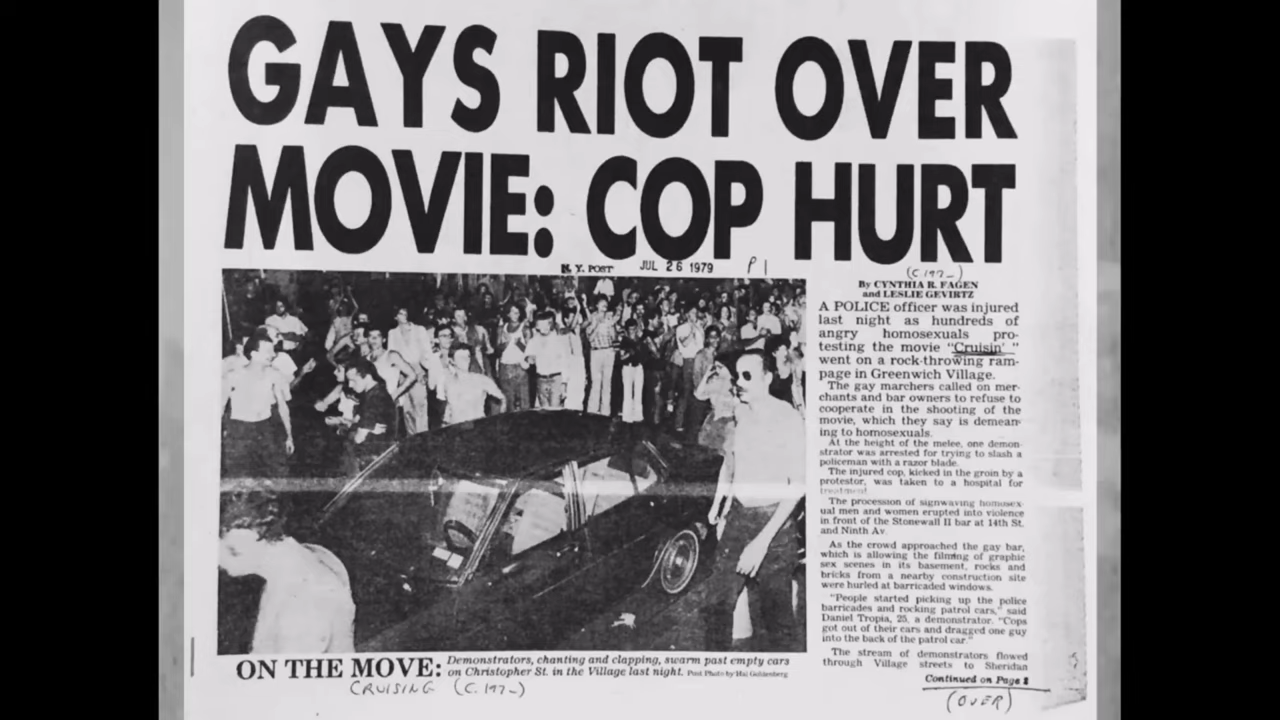 GAYS RIOT OVER
MOVIE: COP HURT
N. Y. POST JUL 26 1979 P1
(C. 197-)
By CYNTHIA R. FAGEN
and LESLIE GEVIRTZ
A POLICE officer was injured
last night as hundreds of
angry homosexuals pro-
testing the movie "Cruisin' "
went on a rock-throwing ram-
page in Greenwich Village.
The gay marchers called on mer-
chants and bar owners to refuse to
cooperate in the shooting of the
movie, which they say is demean-
ing to homosexuals.
At the height of the melee, one demon-
strator was arrested for trying to slash a
policeman with a razor blade.
The injured cop, kicked in the groin by a
protestor, was taken to a hospital for
treatment.
The procession of signwaving homosex-
ual men and women erupted into violence
in front of the Stonewall II bar at 14th St.
and Ninth Av.
As the crowd approached the gay bar,
which is allowing the filming of graphic
sex scenes in its basement, rocks and
bricks from a nearby construction site
were hurled at barricaded windows.
"People started picking up the police
barricades and rocking patrol cars," said
Daniel Tropia, 25, a demonstrator. "Cops
got out of their cars and dragged one guy
into the back of the patrol car."
The stream of demonstrators flowed
through Village streets to Sheridan
Continued on Page 2
(OVER)
ON THE MOVE: Demonstrators, chanting and clapping, swarm past empty cars
on Christopher St. in the Village last night. Post Photo by Hal Goldenberg
CRUISING (C. 197-)